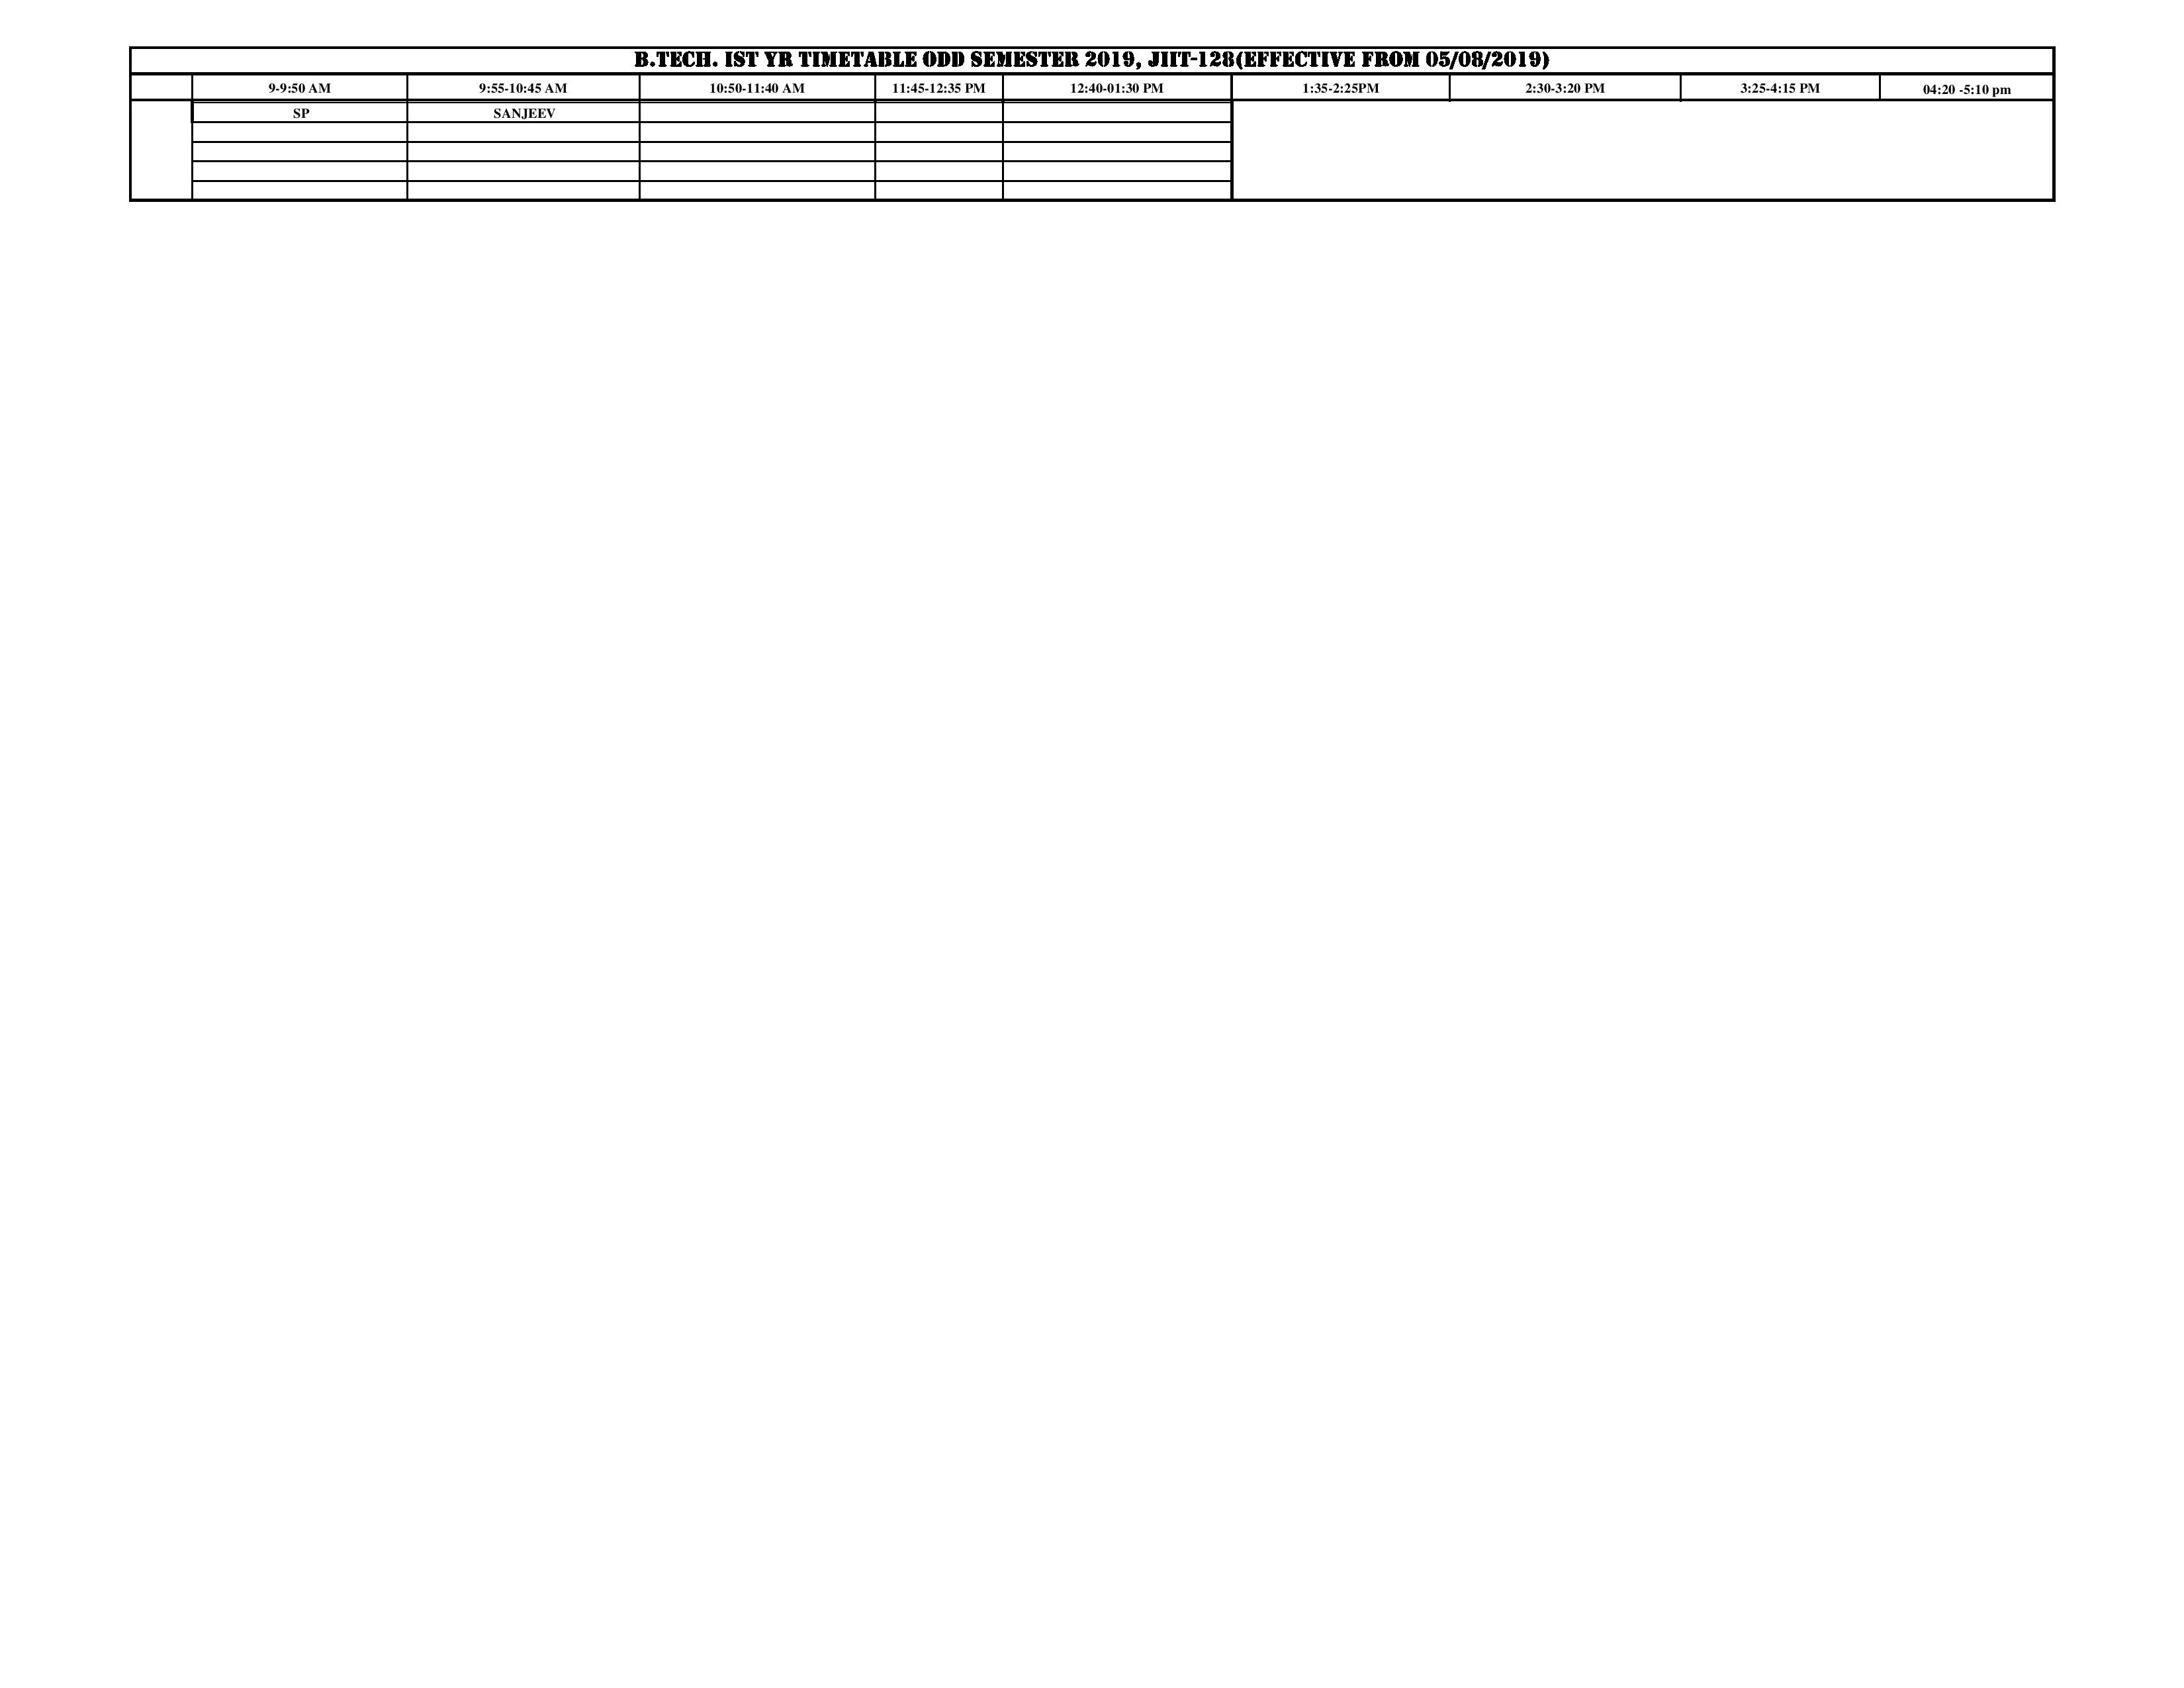 B.TECH. IST YR TIMETABLE ODD SEMESTER 2019, JIIT-128(EFFECTIVE FROM 05/08/2019)
9-9:50 AM 9:55-10:45 AM 10:50-11:40 AM 11:45-12:35 PM 12:40-01:30 PM 1:35-2:25PM 2:30-3:20 PM 3:25-4:15 PM 04:20 -5:10 pm
SP SANJEEV